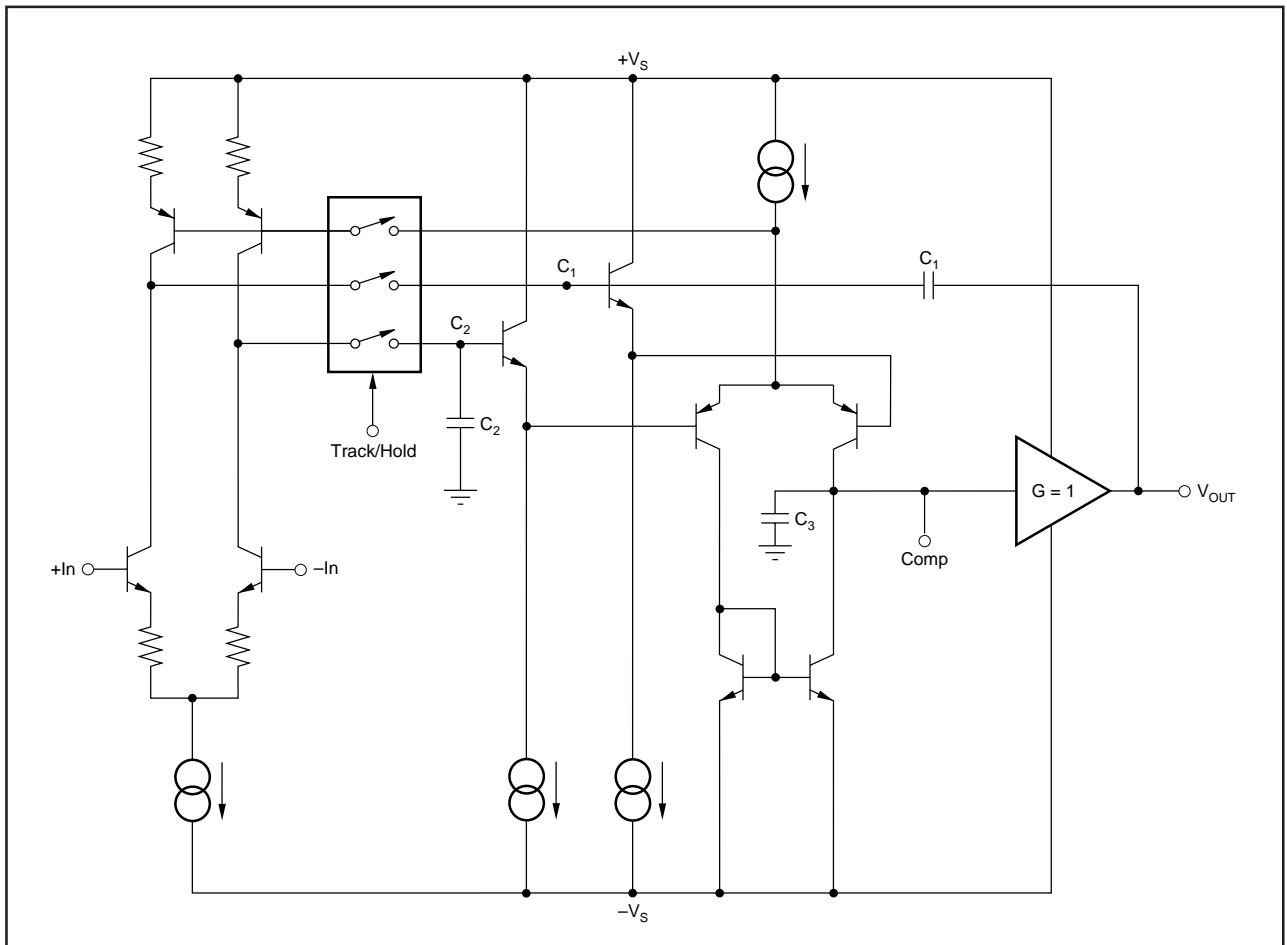 +V_S
C_1
C_1
C_2
C_2
Track/Hold
C_3
G = 1
V_OUT
Comp
+In
–In
–V_S